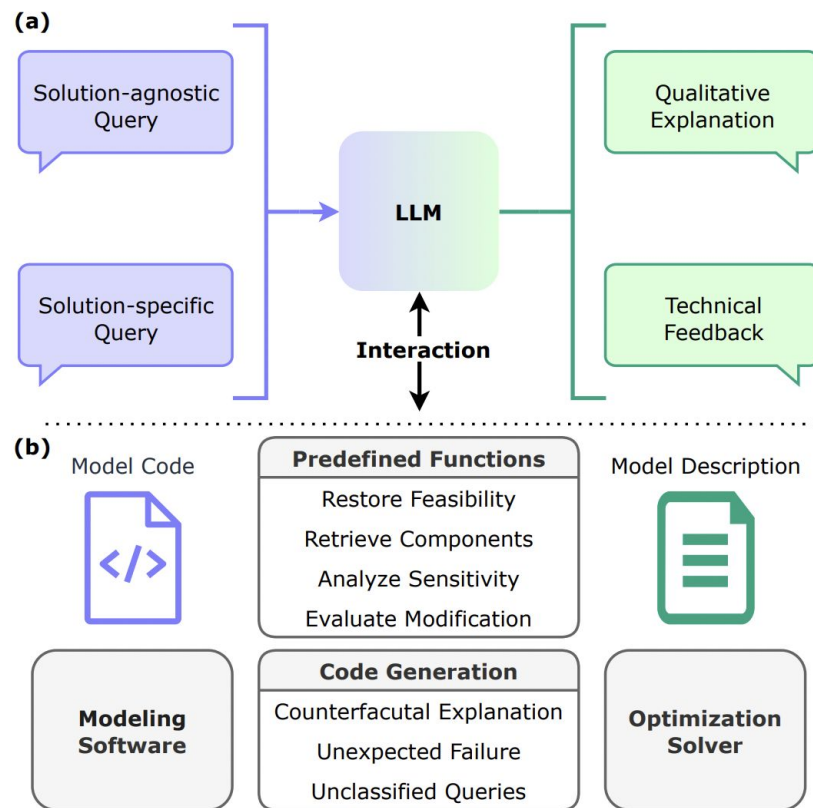 (a)
Solution-agnostic
Query
Solution-specific
Query
LLM
Interaction
Qualitative
Explanation
Technical
Feedback
(b)
Model Code
</>
Modeling
Software
Predefined Functions
Restore Feasibility
Retrieve Components
Analyze Sensitivity
Evaluate Modification
Code Generation
Counterfacutal Explanation
Unexpected Failure
Unclassified Queries
Model Description
Optimization
Solver